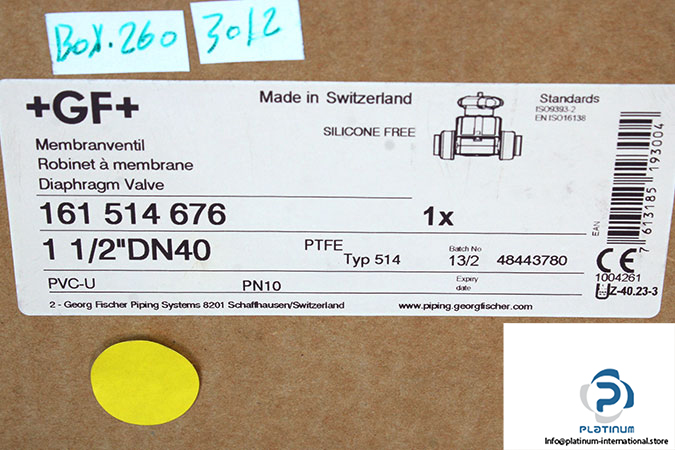 BOX.260
3012
+GF+
Made in Switzerland
Standards
ISO9393-2
EN ISO16138
SILICONE FREE
Membranventil
Robinet à membrane
Diaphragm Valve
161 514 676
1x
1 1/2"DN40
PTFE
Typ 514
Batch No
13/2 48443780
PVC-U
PN10
Expiry
date
EAN
7 613185 193004
CE
1004261
Z-40.23-3
2 - Georg Fischer Piping Systems 8201 Schaffhausen/Switzerland
www.piping.georgfischer.com
PLATINUM
Info@platinum-international.store